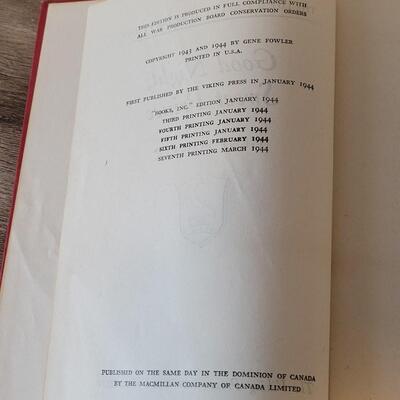 THIS EDITION IS PRODUCED IN FULL COMPLIANCE WITH
ALL WAR PRODUCTION BOARD CONSERVATION ORDERS
COPYRIGHT 1943 AND 1944 BY GENE FOWLER
PRINTED IN U.S.A.
FIRST PUBLISHED BY THE VIKING PRESS IN JANUARY 1944
"HOOKS, INC." EDITION JANUARY 1944
THIRD PRINTING JANUARY 1944
FOURTH PRINTING JANUARY 1944
FIFTH PRINTING JANUARY 1944
SIXTH PRINTING FEBRUARY 1944
SEVENTH PRINTING MARCH 1944
PUBLISHED ON THE SAME DAY IN THE DOMINION OF CANADA
BY THE MACMILLAN COMPANY OF CANADA LIMITED